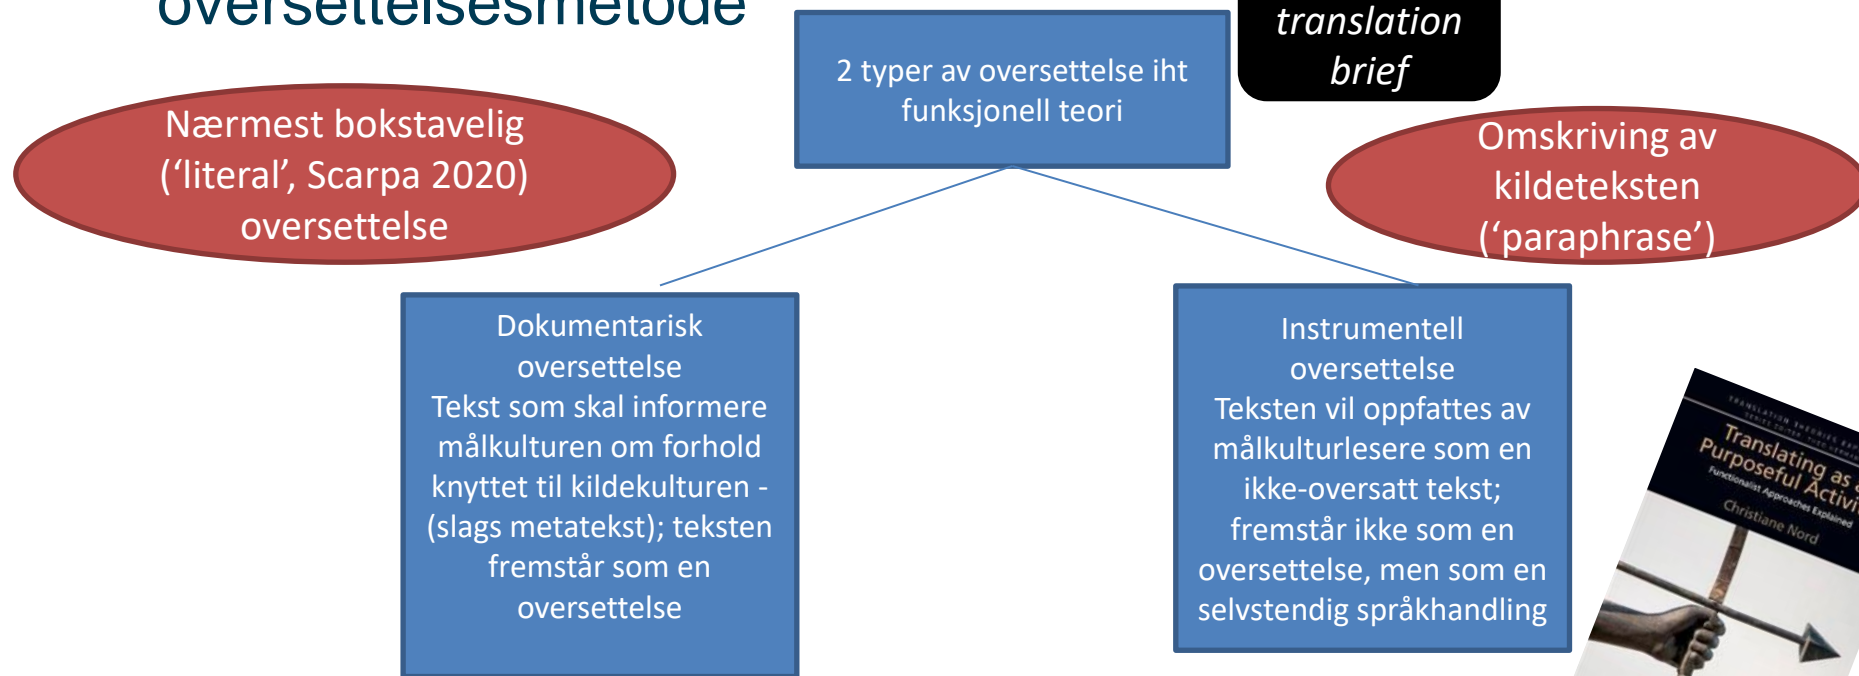 oversettelsesmetode
translation
brief
2 typer av oversettelse iht
funksjonell teori
Nærmest bokstavelig
(‘literal’, Scarpa 2020)
oversettelse
Omskriving av
kildeteksten
(‘paraphrase’)
Dokumentarisk
oversettelse
Tekst som skal informere
målkulturen om forhold
knyttet til kildekulturen -
(slags metatekst); teksten
fremstår som en
oversettelse
Instrumentell
oversettelse
Teksten vil oppfattes av
målkulturlesere som en
ikke-oversatt tekst;
fremstår ikke som en
oversettelse, men som en
selvstendig språkhandling
TRANSLATION THEORIES
Translating as
Purposeful
Functionalist Approaches Explained
Christiane Nord